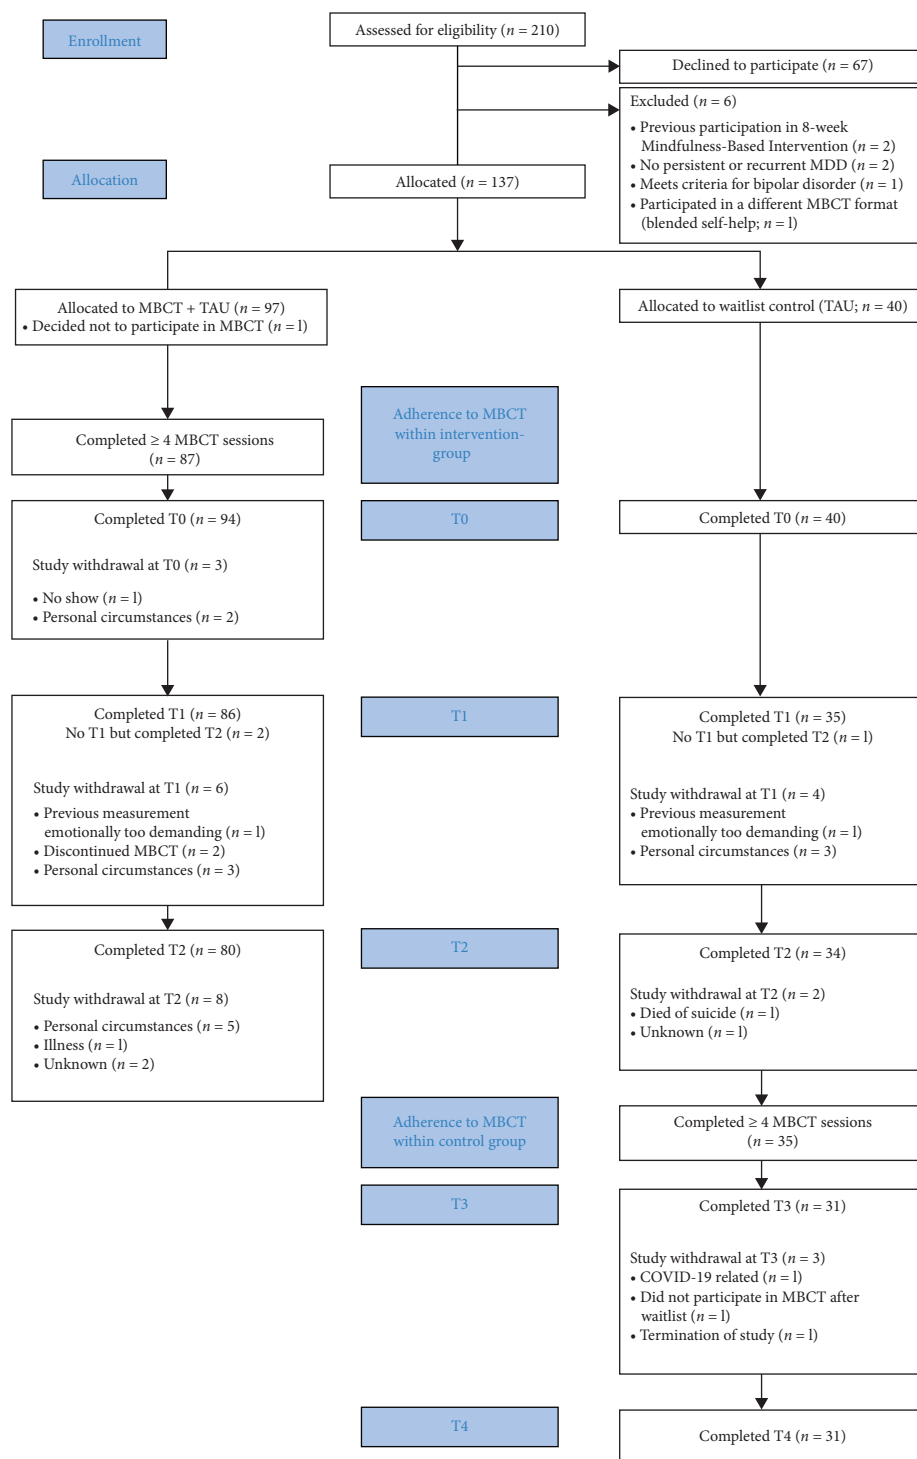 Enrollment
Assessed for eligibility (n = 210)
Declined to participate (n = 67)
Excluded (n = 6)
• Previous participation in 8-week
Mindfulness-Based Intervention (n = 2)
• No persistent or recurrent MDD (n = 2)
• Meets criteria for bipolar disorder (n = 1)
• Participated in a different MBCT format
(blended self-help; n = l)
Allocation
Allocated (n = 137)
Allocated to MBCT + TAU (n = 97)
• Decided not to participate in MBCT (n = l)
Allocated to waitlist control (TAU; n = 40)
Adherence to MBCT
within intervention-
group
Completed ≥ 4 MBCT sessions
(n = 87)
T0
Completed T0 (n = 94)
Study withdrawal at T0 (n = 3)
• No show (n = l)
• Personal circumstances (n = 2)
Completed T0 (n = 40)
T1
Completed T1 (n = 86)
No T1 but completed T2 (n = 2)
Study withdrawal at T1 (n = 6)
• Previous measurement
emotionally too demanding (n = l)
• Discontinued MBCT (n = 2)
• Personal circumstances (n = 3)
Completed T1 (n = 35)
No T1 but completed T2 (n = l)
Study withdrawal at T1 (n = 4)
• Previous measurement
emotionally too demanding (n = l)
• Personal circumstances (n = 3)
T2
Completed T2 (n = 80)
Study withdrawal at T2 (n = 8)
• Personal circumstances (n = 5)
• Illness (n = l)
• Unknown (n = 2)
Completed T2 (n = 34)
Study withdrawal at T2 (n = 2)
• Died of suicide (n = l)
• Unknown (n = l)
Adherence to MBCT
within control group
Completed ≥ 4 MBCT sessions
(n = 35)
T3
Completed T3 (n = 31)
Study withdrawal at T3 (n = 3)
• COVID-19 related (n = l)
• Did not participate in MBCT after
waitlist (n = l)
• Termination of study (n = l)
T4
Completed T4 (n = 31)